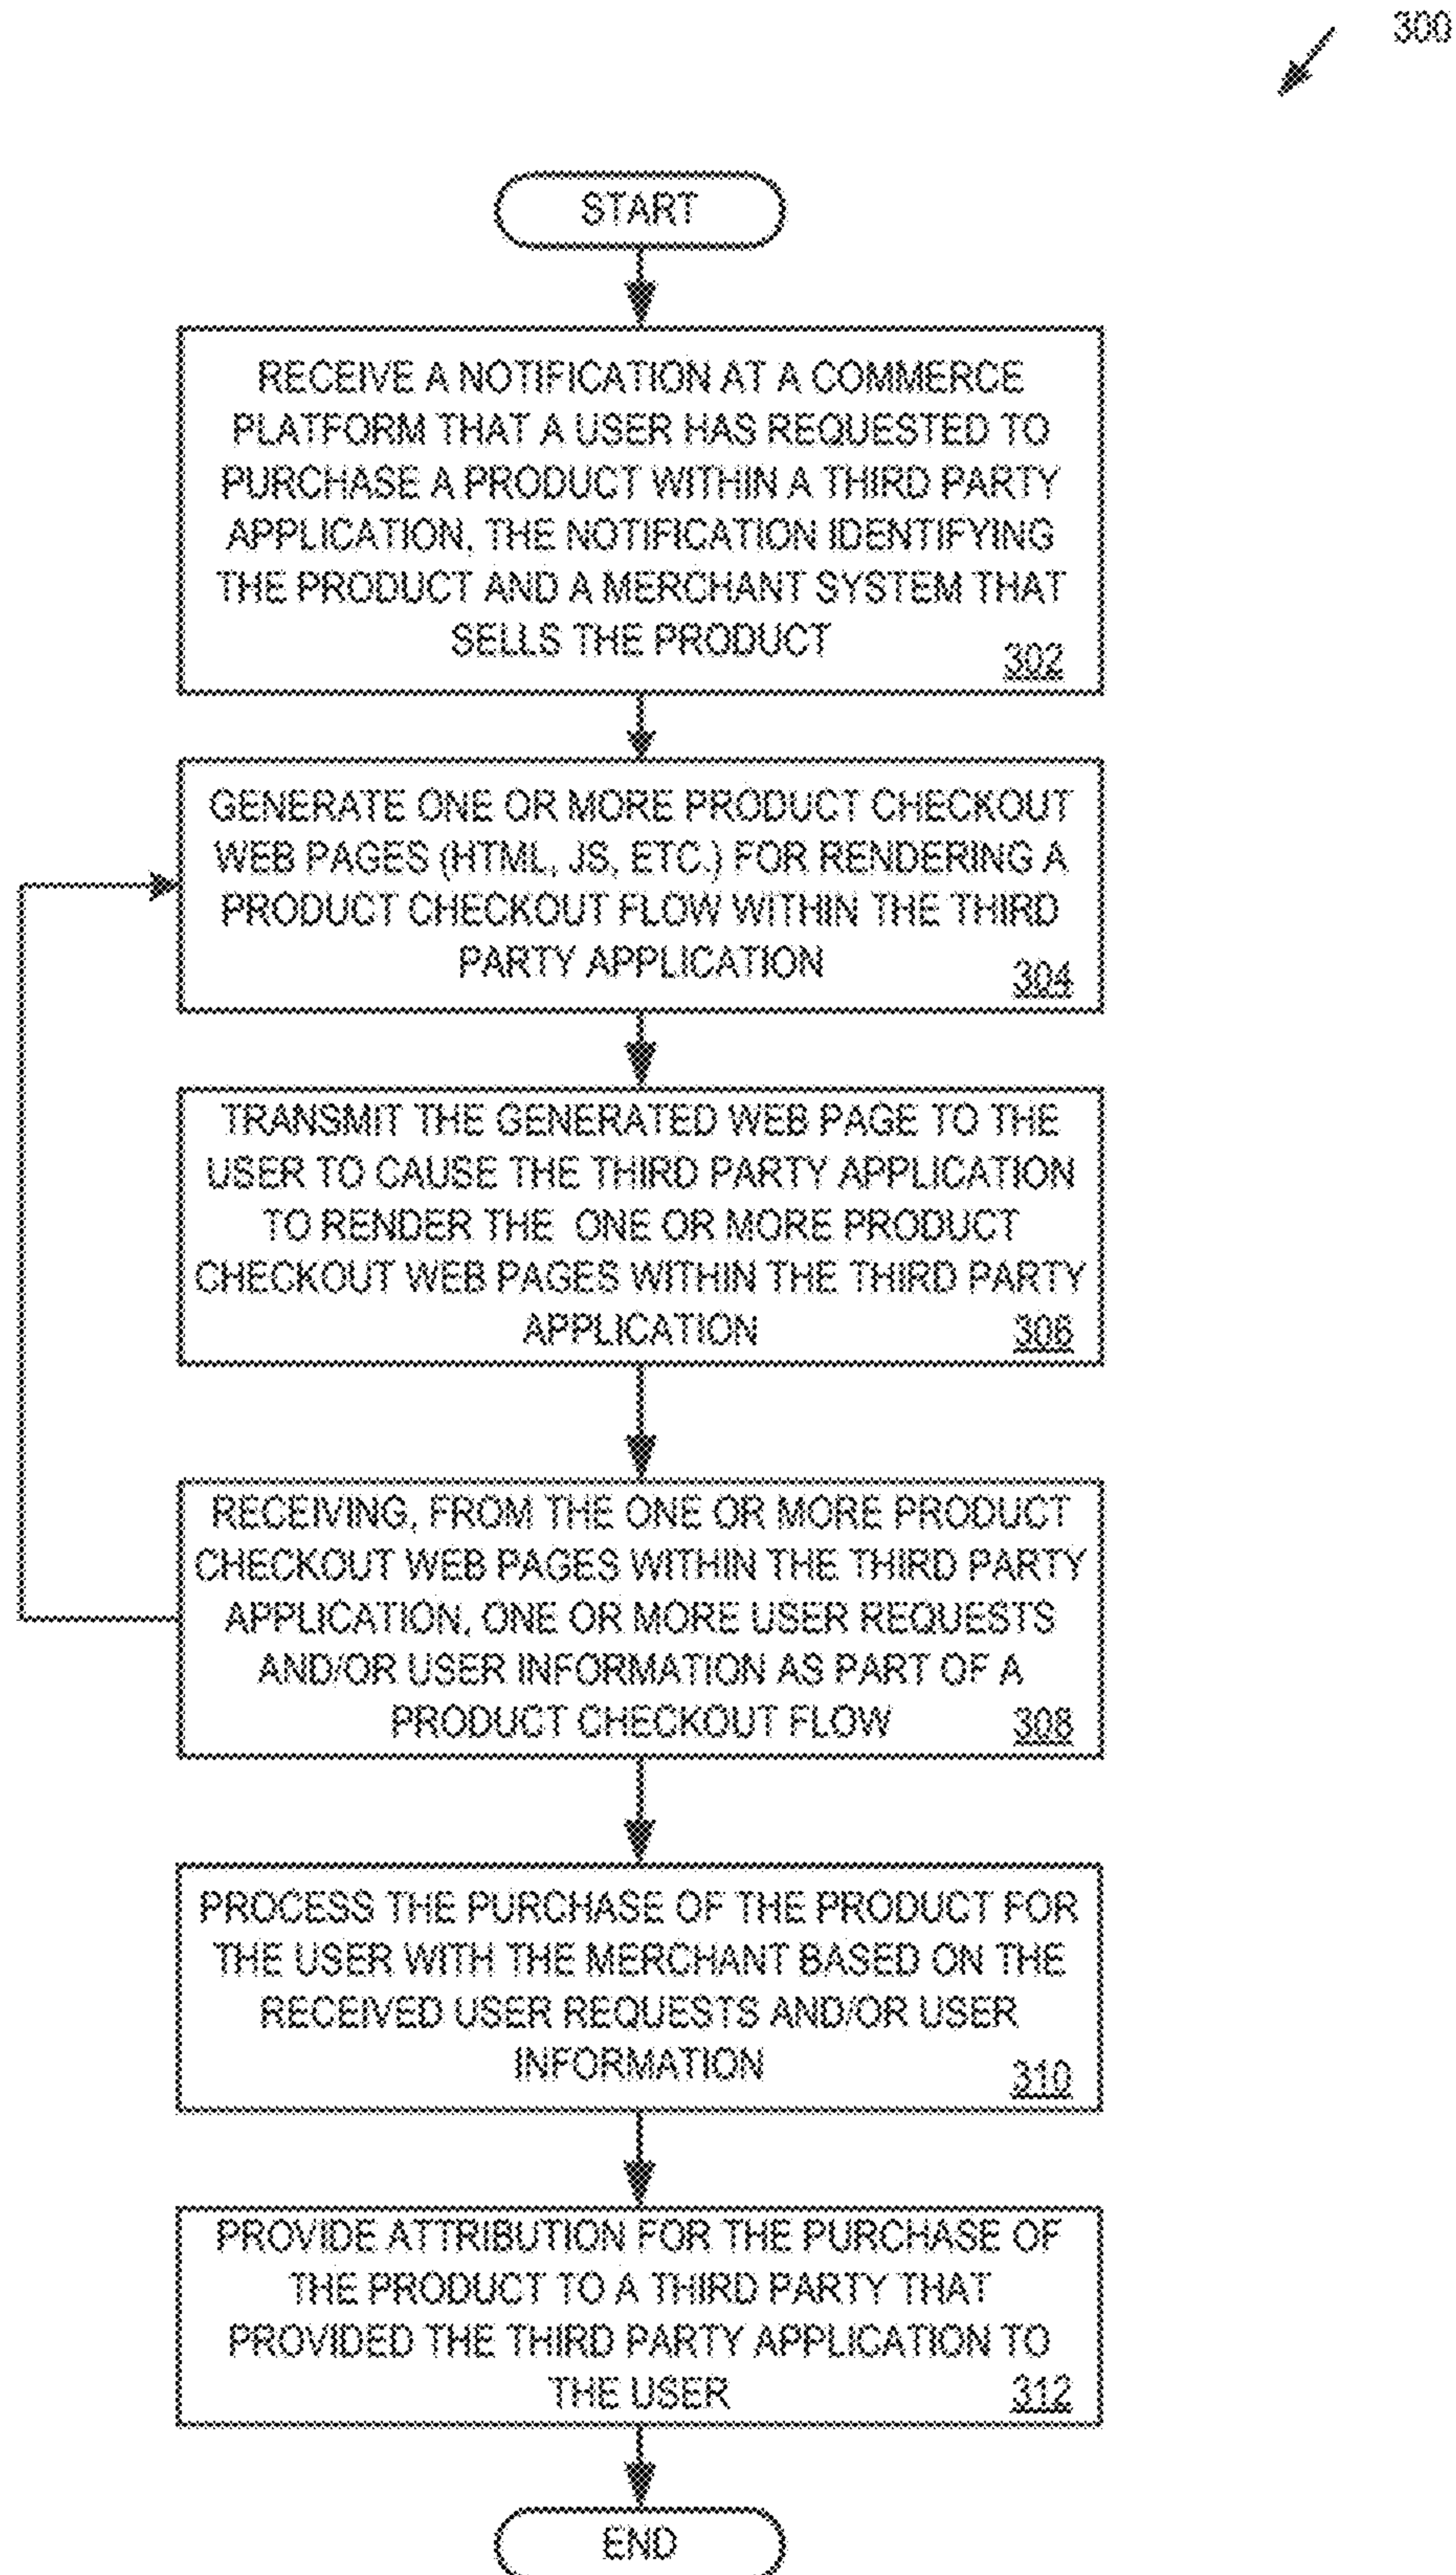 300
START
RECEIVE A NOTIFICATION AT A COMMERCE
PLATFORM THAT A USER HAS REQUESTED TO
PURCHASE A PRODUCT WITHIN A THIRD PARTY
APPLICATION, THE NOTIFICATION IDENTIFYING
THE PRODUCT AND A MERCHANT SYSTEM THAT
SELLS THE PRODUCT
302
GENERATE ONE OR MORE PRODUCT CHECKOUT
WEB PAGES (HTML, JS, ETC.) FOR RENDERING A
PRODUCT CHECKOUT FLOW WITHIN THE THIRD
PARTY APPLICATION
304
TRANSMIT THE GENERATED WEB PAGE TO THE
USER TO CAUSE THE THIRD PARTY APPLICATION
TO RENDER THE ONE OR MORE PRODUCT
CHECKOUT WEB PAGES WITHIN THE THIRD PARTY
APPLICATION
306
RECEIVING, FROM THE ONE OR MORE PRODUCT
CHECKOUT WEB PAGES WITHIN THE THIRD PARTY
APPLICATION, ONE OR MORE USER REQUESTS
AND/OR USER INFORMATION AS PART OF A
PRODUCT CHECKOUT FLOW
308
PROCESS THE PURCHASE OF THE PRODUCT FOR
THE USER WITH THE MERCHANT BASED ON THE
RECEIVED USER REQUESTS AND/OR USER
INFORMATION
310
PROVIDE ATTRIBUTION FOR THE PURCHASE OF
THE PRODUCT TO A THIRD PARTY THAT
PROVIDED THE THIRD PARTY APPLICATION TO
THE USER
312
END